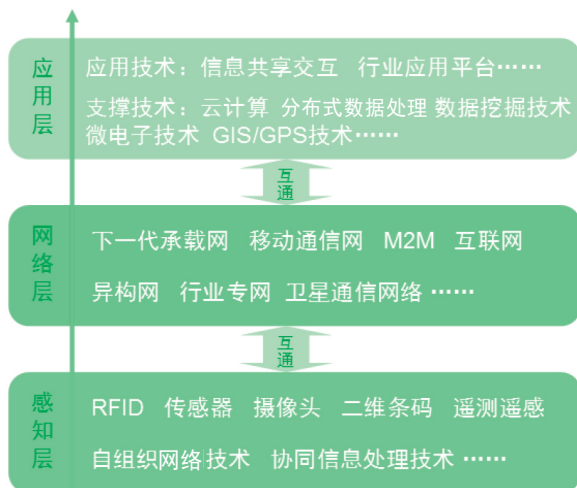 应用层
应用技术：信息共享交互 行业应用平台……
支撑技术：云计算 分布式数据处理 数据挖掘技术
微电子技术 GIS/GPS技术……
互通
网络层
下一代承载网 移动通信网 M2M 互联网
异构网 行业专网 卫星通信网络 ……
互通
感知层
RFID 传感器 摄像头 二维条码 遥测遥感
自组织网络技术 协同信息处理技术 ……